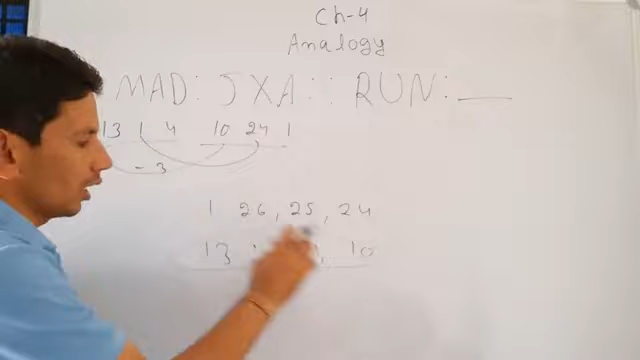 Ch-4
Analogy
MAD : JXA : : RUN : ___
13 1 4 10 24 1
- 3
1 26, 25, 24
13 , 10